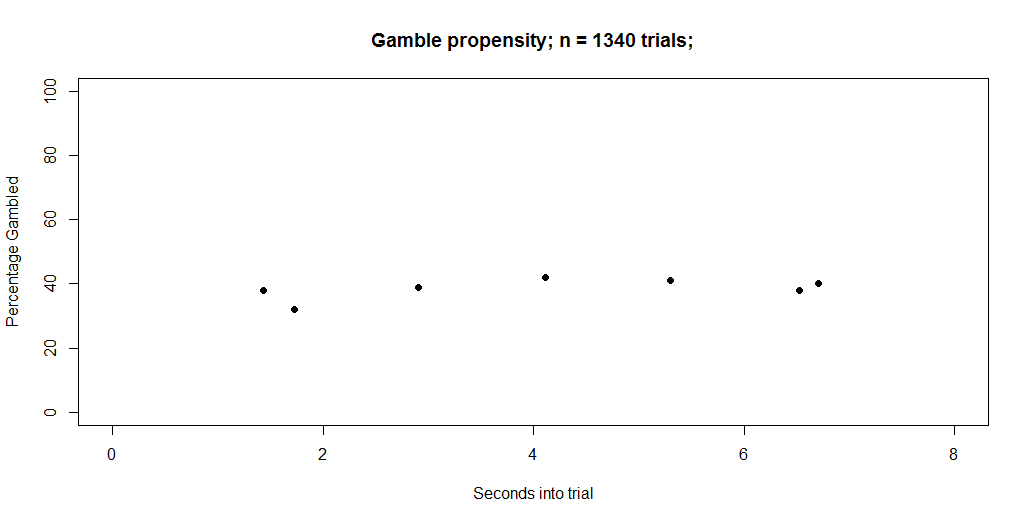 Gamble propensity; n = 1340 trials;
Percentage Gambled
100
80
60
40
20
0
0 2 4 6 8
Seconds into trial